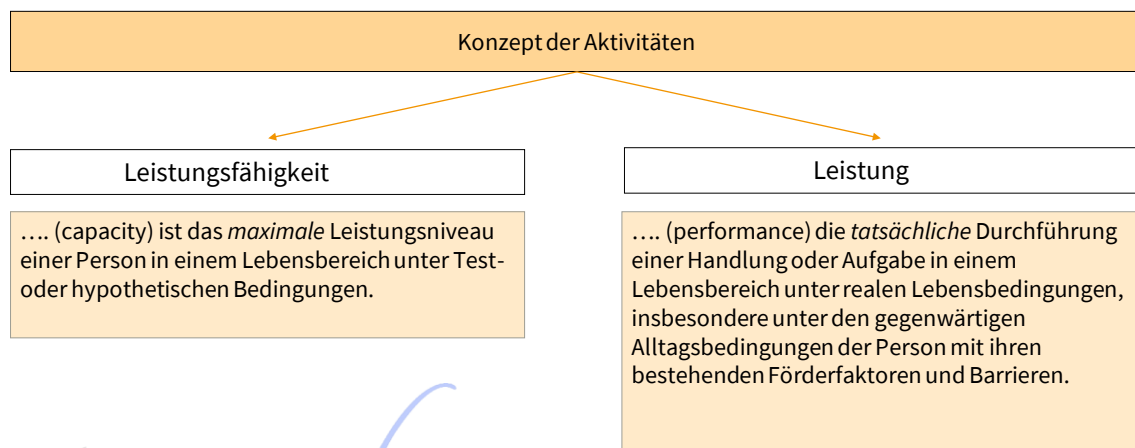 Konzept der Aktivitäten
Leistungsfähigkeit
Leistung
…. (capacity) ist das maximale Leistungsniveau
einer Person in einem Lebensbereich unter Test-
oder hypothetischen Bedingungen.
…. (performance) die tatsächliche Durchführung
einer Handlung oder Aufgabe in einem
Lebensbereich unter realen Lebensbedingungen,
insbesondere unter den gegenwärtigen
Alltagsbedingungen der Person mit ihren
bestehenden Förderfaktoren und Barrieren.